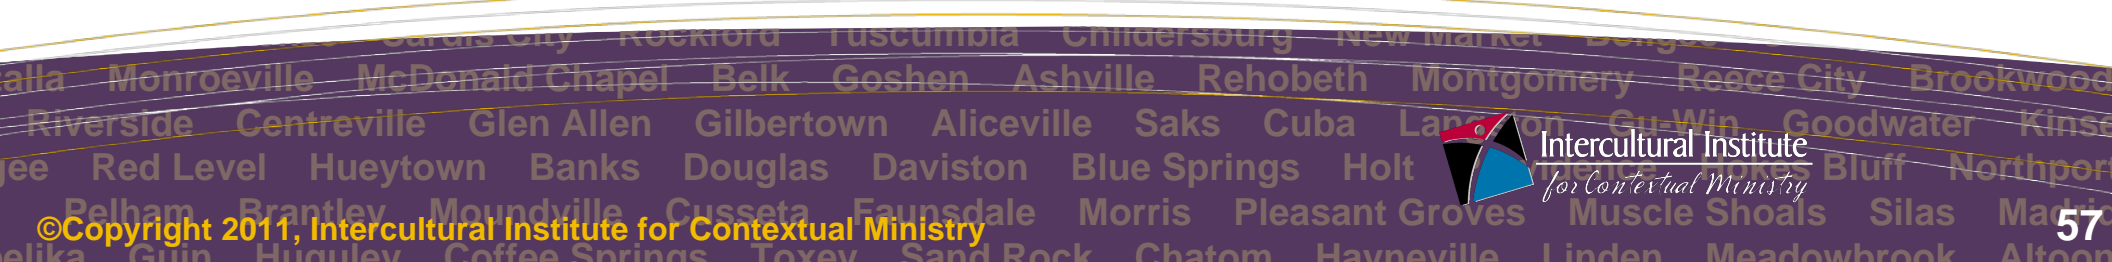 Cardis City Rockford Tuscumbia Childersburg New Market
Monroeville McDonald Chapel Belk Goshen Ashville Rehobeth Montgomery Reece City Brookwood
Riverside Centreville Glen Allen Gilbertown Aliceville Saks Cuba Gu-Win Goodwater
Intercultural Institute
Red Level Hueytown Banks Douglas Daviston Blue Springs Holt Bluff Northport
for Contextual Ministry
Pelham Brantley Moundville Cusseta Faunsdale Morris Pleasant Groves Muscle Shoals Silas
©Copyright 2011, Intercultural Institute for Contextual Ministry
57
Guin Huguley Coffee Springs Toxey Sand Rock Chatom Hayneville Linden Meadowbrook